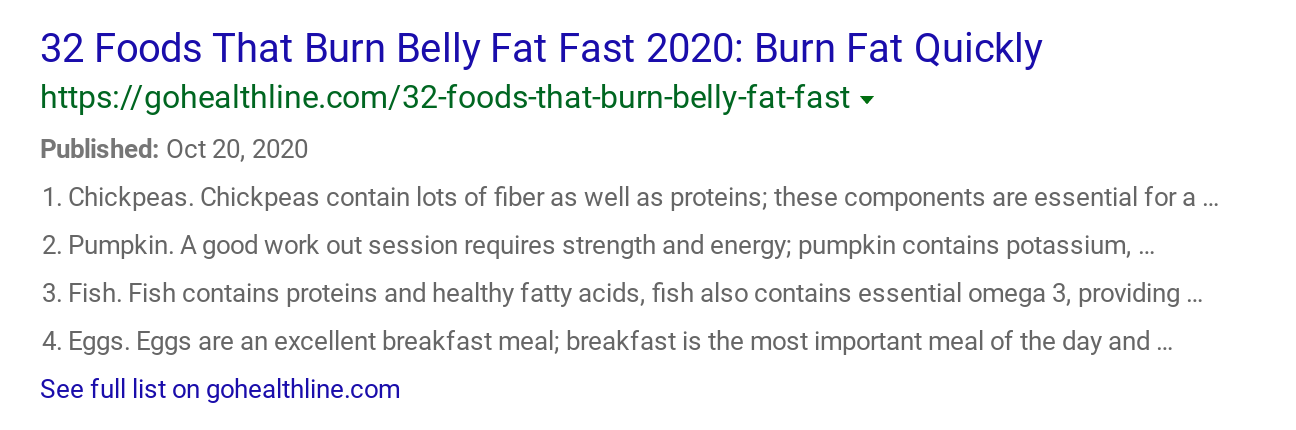 32 Foods That Burn Belly Fat Fast 2020: Burn Fat Quickly
https://gohealthline.com/32-foods-that-burn-belly-fat-fast
Published: Oct 20, 2020
1. Chickpeas. Chickpeas contain lots of fiber as well as proteins; these components are essential for a ...
2. Pumpkin. A good work out session requires strength and energy; pumpkin contains potassium, ...
3. Fish. Fish contains proteins and healthy fatty acids, fish also contains essential omega 3, providing ...
4. Eggs. Eggs are an excellent breakfast meal; breakfast is the most important meal of the day and ...
See full list on gohealthline.com